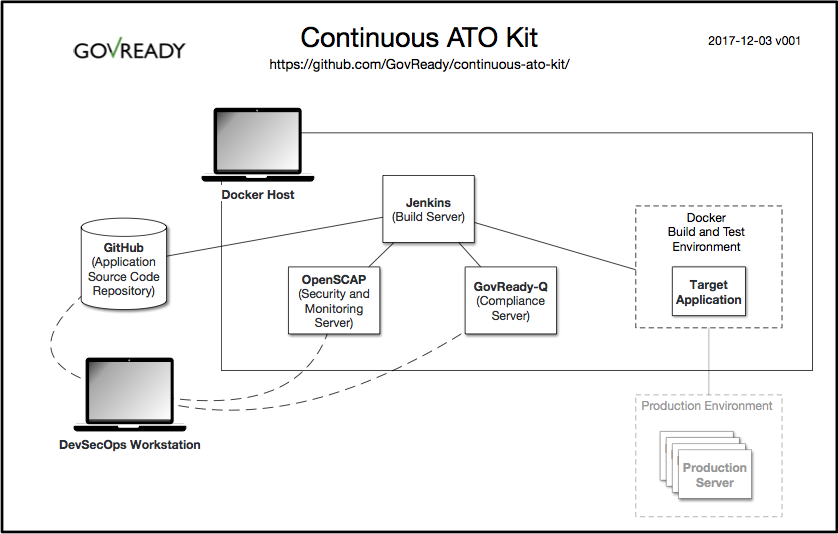 GOVREADY
Continuous ATO Kit
https://github.com/GovReady/continuous-ato-kit/
2017-12-03 v001
Docker Host
Jenkins
(Build Server)
GitHub
(Application
Source Code
Repository)
OpenSCAP
(Security and
Monitoring
Server)
GovReady-Q
(Compliance
Server)
Docker
Build and Test
Environment
Target
Application
DevSecOps Workstation
Production Environment
Production
Server